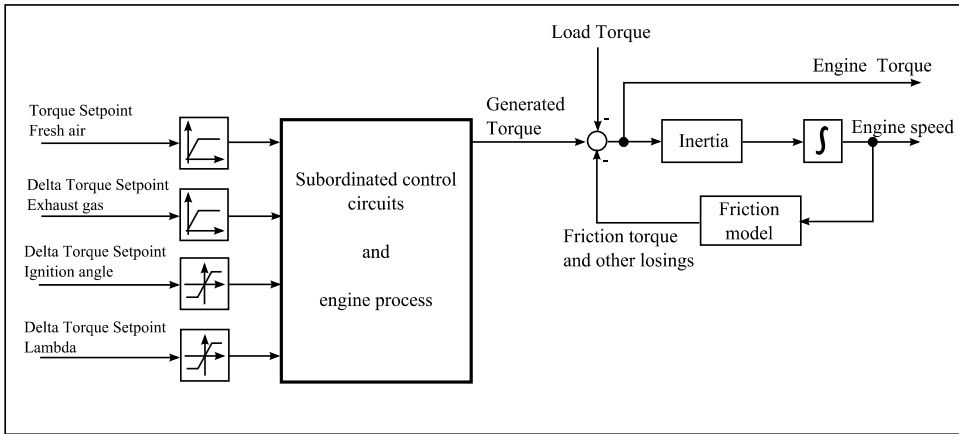 Load Torque
Engine Torque
Torque Setpoint
Fresh air
Generated
Torque
Engine speed
-
-
Inertia
∫
Delta Torque Setpoint
Exhaust gas
Subordinated control
circuits
and
engine process
Friction
model
Friction torque
and other losings
Delta Torque Setpoint
Ignition angle
Delta Torque Setpoint
Lambda